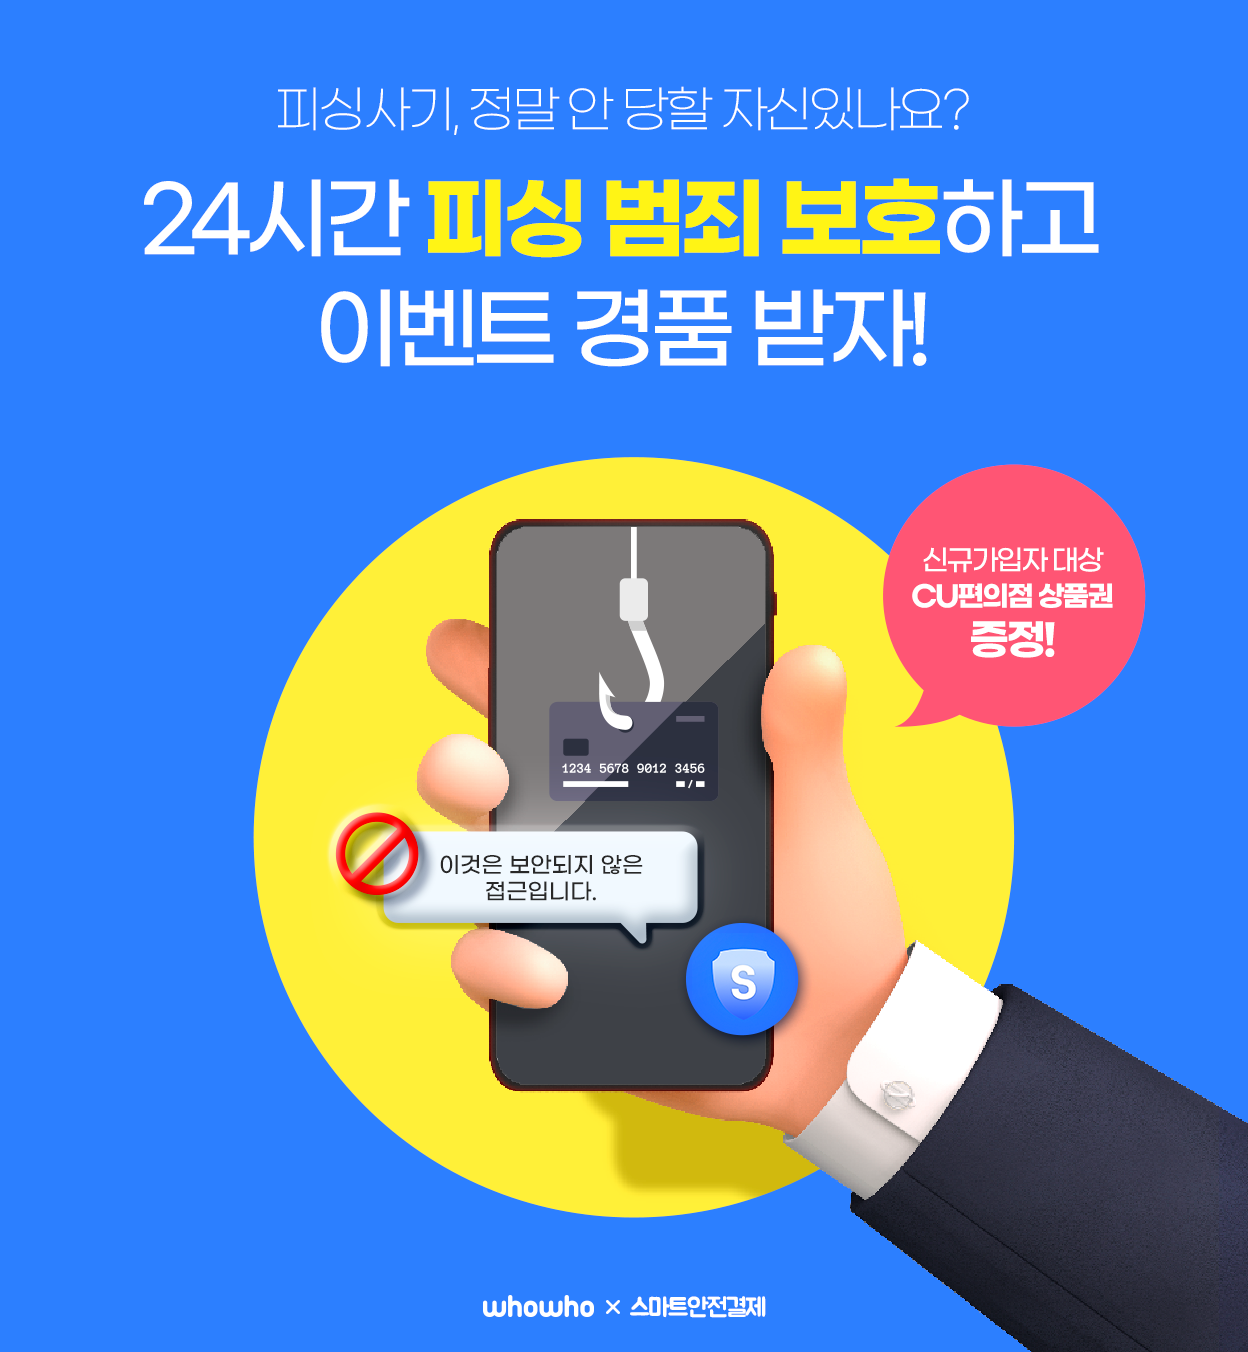 피싱사기, 정말 안 당할 자신있나요?
24시간 피싱 범죄 보호하고
이벤트 경품 받자!
신규가입자 대상
CU편의점 상품권
증정!
1234 5678 9012 3456
/
이것은 보안되지 않은
접근입니다.
S
whowho × 스마트안전결제